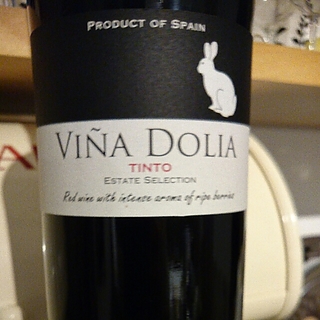 PRODUCT OF SPAIN
VIÑA DOLIA
TINTO
ESTATE SELECTION
Red wine with intense aroma of ripe berries